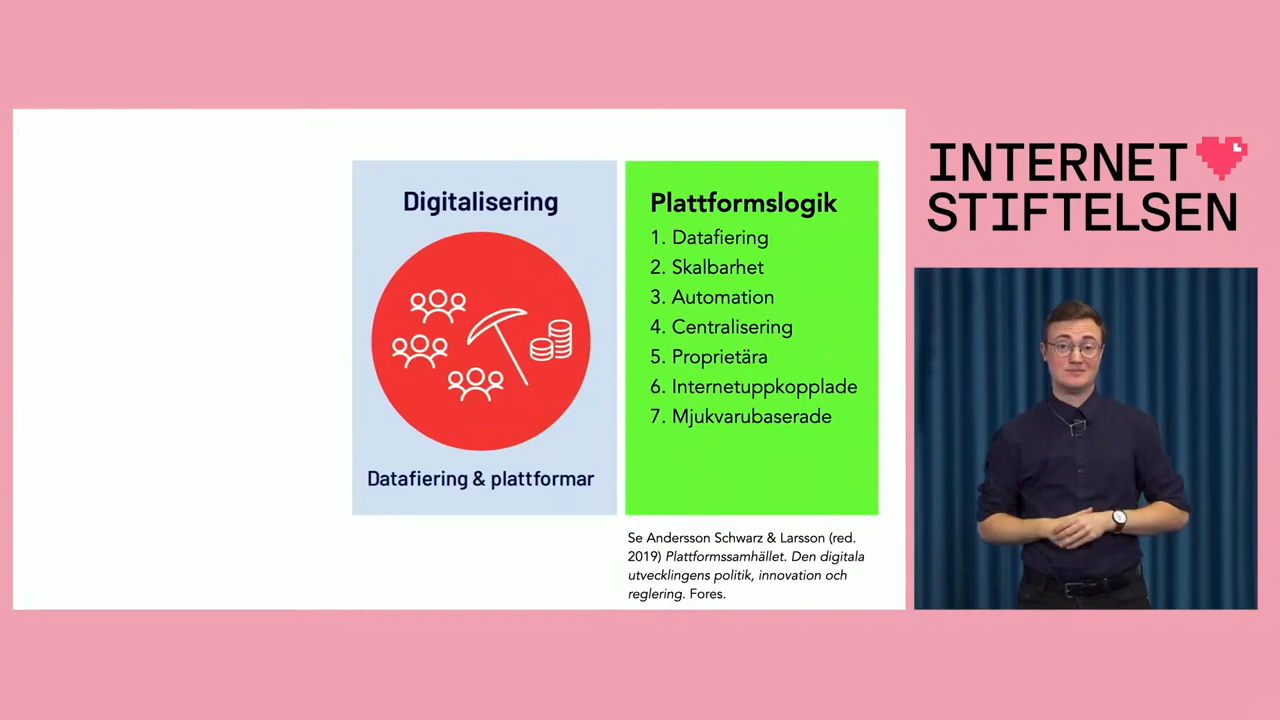 Digitalisering
Datafiering & plattformar
Plattformslogik
1. Datafiering
2. Skalbarhet
3. Automation
4. Centralisering
5. Proprietära
6. Internetuppkopplade
7. Mjukvarubaserade
Se Andersson Schwarz & Larsson (red.
2019) Plattformssamhället. Den digitala
utvecklingens politik, innovation och
reglering. Fores.
INTERNET
STIFTELSEN